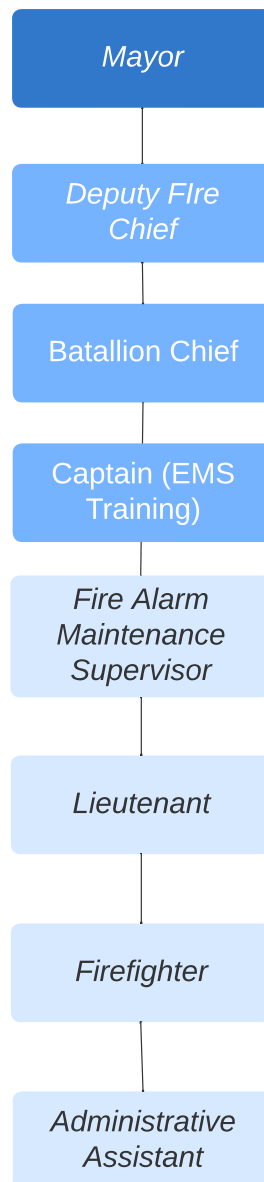 Mayor
Deputy FIre
Chief
Batallion Chief
Captain (EMS
Training)
Fire Alarm
Maintenance
Supervisor
Lieutenant
Firefighter
Administrative
Assistant